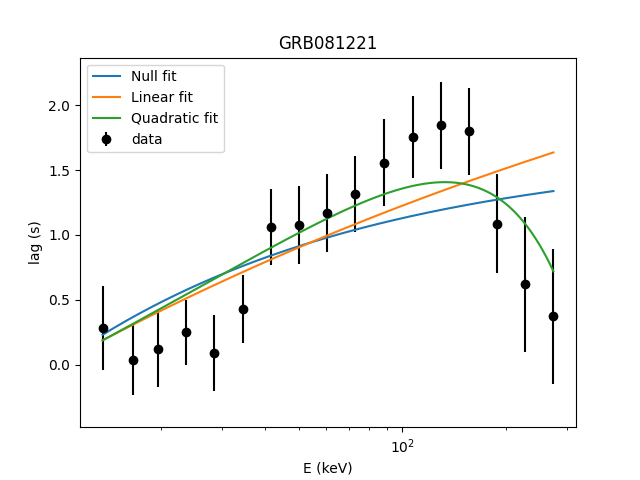 GRB081221
Null fit
Linear fit
Quadratic fit
data
2.0
1.5
1.0
0.5
0.0
lag (s)
10²
E (keV)